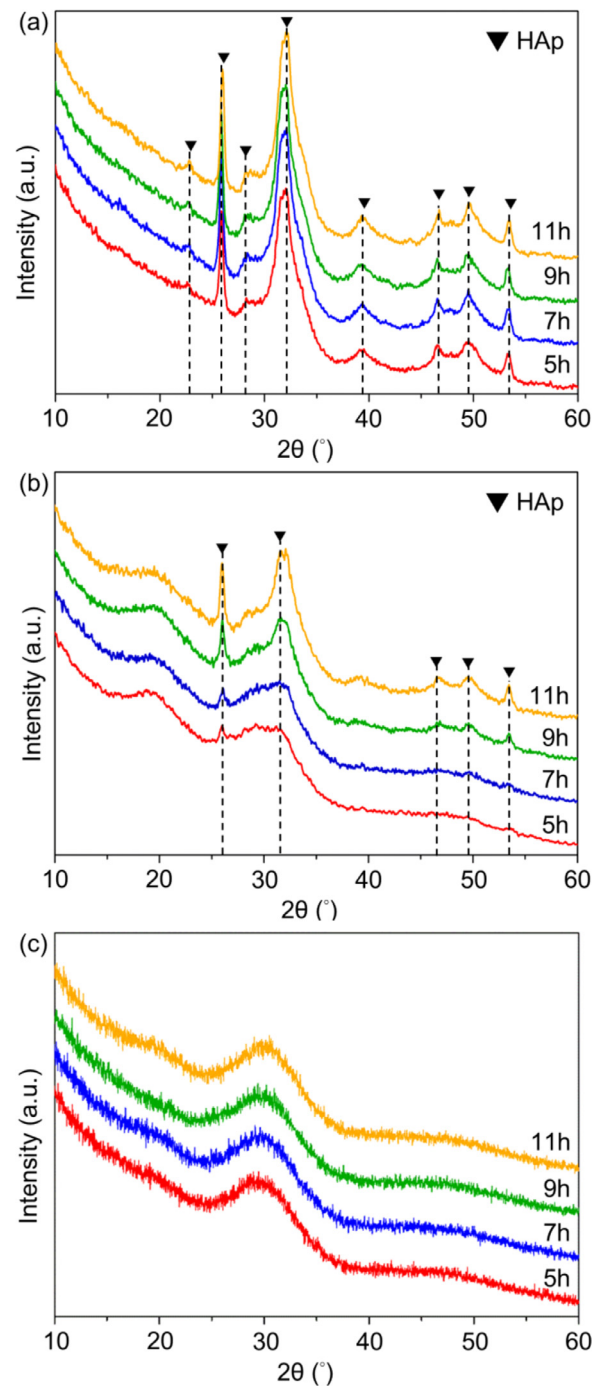 (a)
▼ HAp
Intensity (a.u.)
11h
9h
7h
5h
10 20 30 40 50 60
2θ (°)
(b)
▼ HAp
Intensity (a.u.)
11h
9h
7h
5h
10 20 30 40 50 60
2θ (°)
(c)
Intensity (a.u.)
11h
9h
7h
5h
10 20 30 40 50 60
2θ (°)